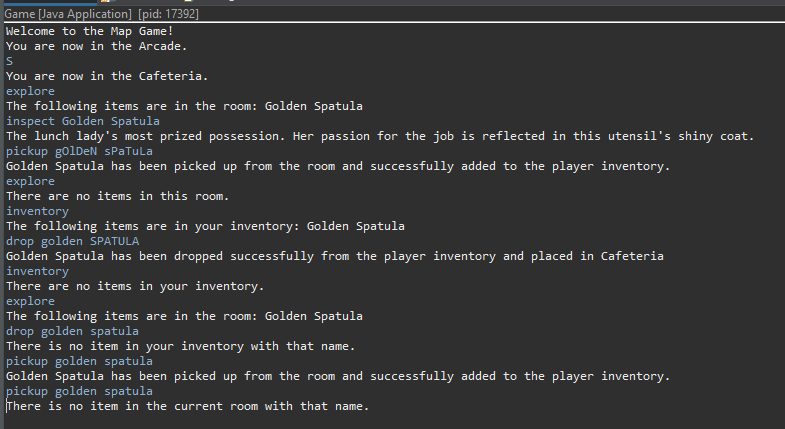 Game [Java Application] [pid: 17392]
Welcome to the Map Game!
You are now in the Arcade.
S
You are now in the Cafeteria.
explore
The following items are in the room: Golden Spatula
inspect Golden Spatula
The lunch lady's most prized possession. Her passion for the job is reflected in this utensil's shiny coat.
pickup gOlDeN sPaTuLa
Golden Spatula has been picked up from the room and successfully added to the player inventory.
explore
There are no items in this room.
inventory
The following items are in your inventory: Golden Spatula
drop golden SPATULA
Golden Spatula has been dropped successfully from the player inventory and placed in Cafeteria
inventory
There are no items in your inventory.
explore
The following items are in the room: Golden Spatula
drop golden spatula
There is no item in your inventory with that name.
pickup golden spatula
Golden Spatula has been picked up from the room and successfully added to the player inventory.
pickup golden spatula
There is no item in the current room with that name.